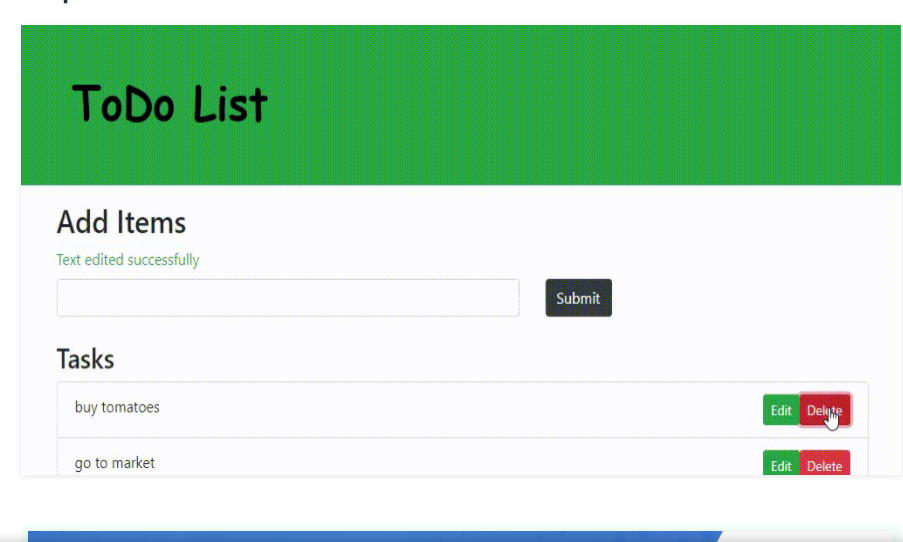 ToDo List
Add Items
Text edited successfully
Submit
Tasks
buy tomatoes
Edit Delete
go to market
Edit Delete